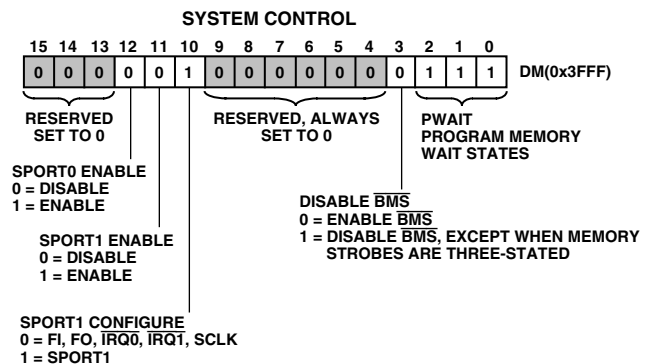 SYSTEM CONTROL
15 14 13 12 11 10 9 8 7 6 5 4 3 2 1 0
0 0 0 0 0 1 0 0 0 0 0 0 0 1 1 1 DM(0x3FFF)
RESERVED
SET TO 0
RESERVED, ALWAYS
SET TO 0
PWAIT
PROGRAM MEMORY
WAIT STATES
SPORT0 ENABLE
0 = DISABLE
1 = ENABLE
DISABLE BMS
0 = ENABLE BMS
1 = DISABLE BMS, EXCEPT WHEN MEMORY
STROBES ARE THREE-STATED
SPORT1 ENABLE
0 = DISABLE
1 = ENABLE
SPORT1 CONFIGURE
0 = FI, FO, IRQ0, IRQ1, SCLK
1 = SPORT1